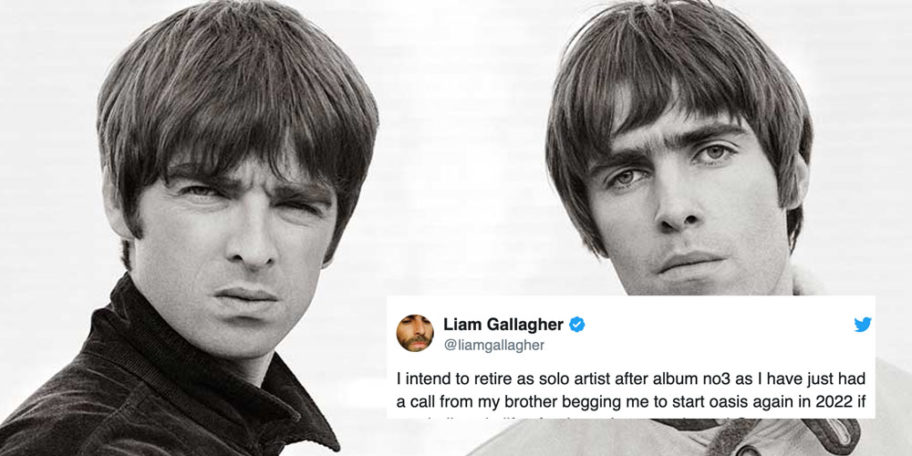 Liam Gallagher
@liamgallagher
I intend to retire as solo artist after album no3 as I have just had
a call from my brother begging me to start oasis again in 2022 if